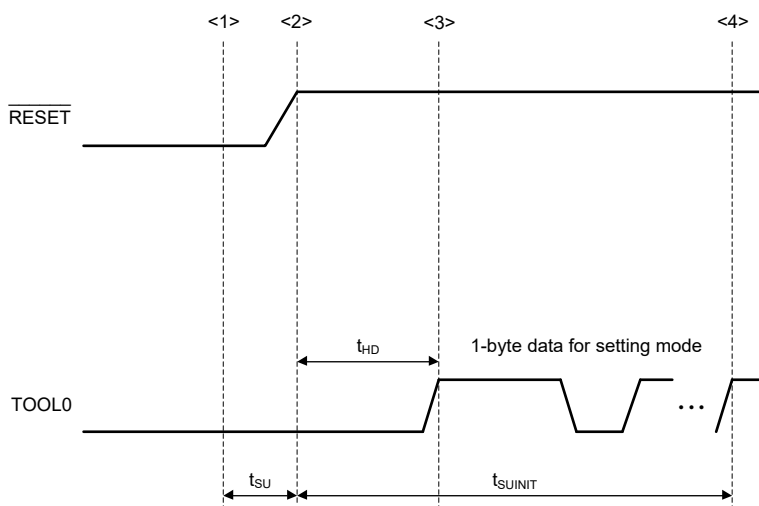 <1> <2> <3> <4>
RESET
tHD 1-byte data for setting mode
TOOL0
...
tSU tSUINIT